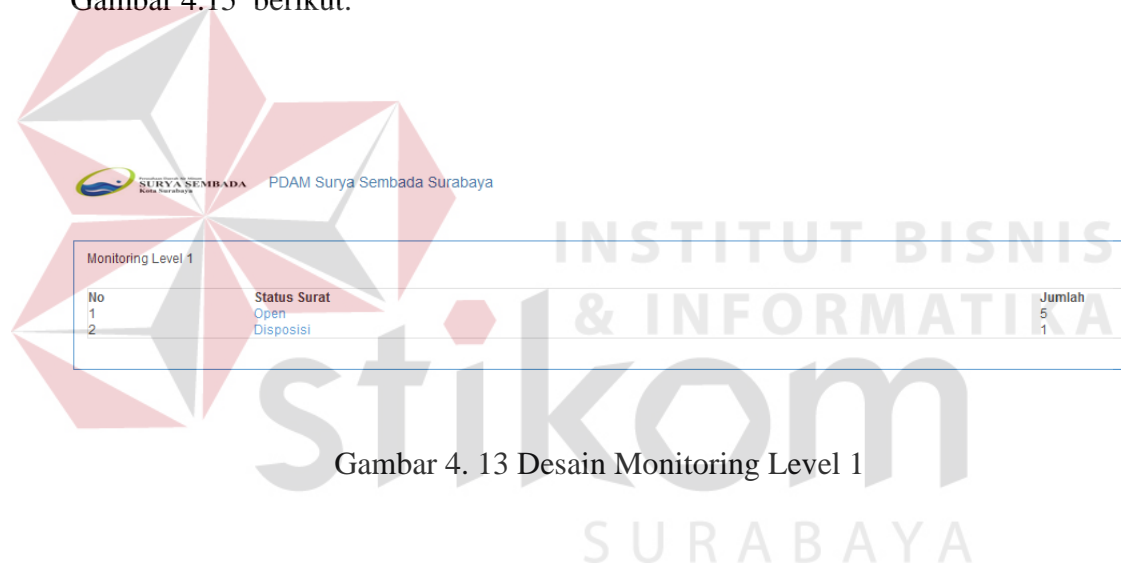 Gambar 4.13 berikut.
SURYA SEMBADA
Kota Surabaya
PDAM Surya Sembada Surabaya
INSTITUT BISNIS
Monitoring Level 1
No Status Surat Jumlah
1 Open 5
2 Disposisi 1
& INFORMATIKA
stikom
Gambar 4. 13 Desain Monitoring Level 1
SURABAYA